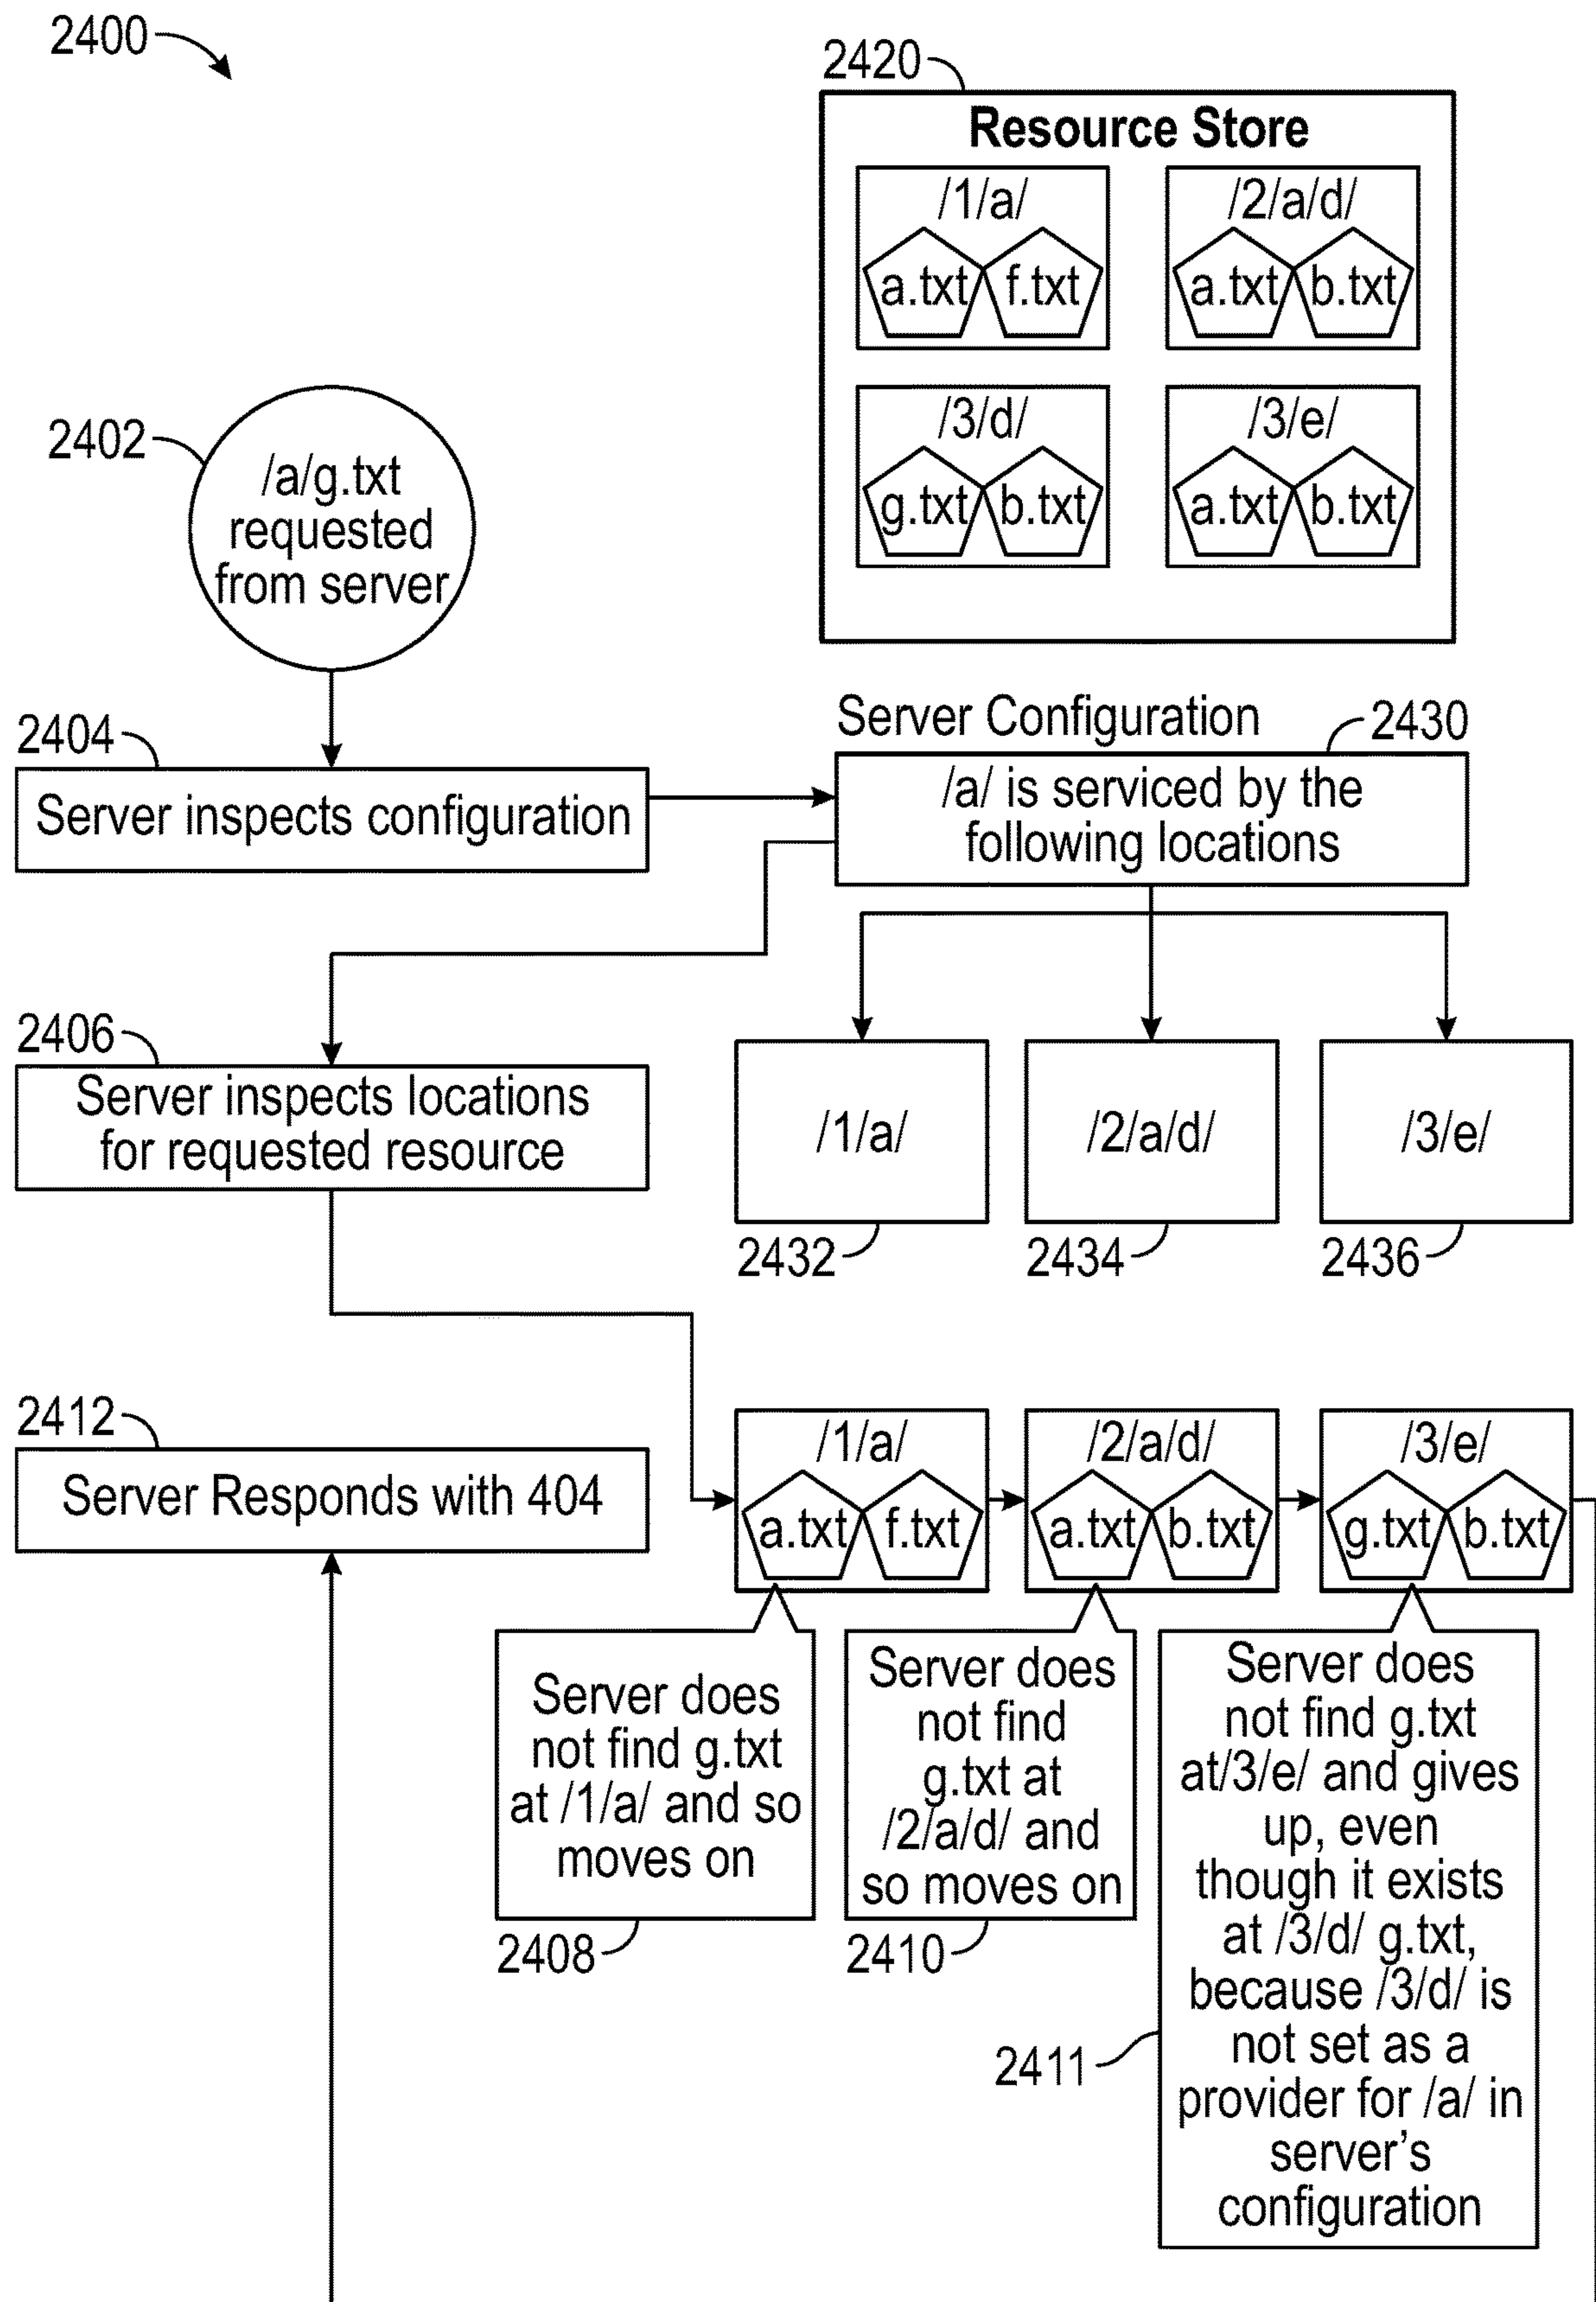 2400
2420
Resource Store
/1/a/
a.txt f.txt
/2/a/d/
a.txt b.txt
/3/d/
g.txt b.txt
/3/e/
a.txt b.txt
2402
/a/g.txt
requested
from server
2404
Server inspects configuration
Server Configuration
2430
/a/ is serviced by the
following locations
2406
Server inspects locations
for requested resource
/1/a/
2432
/2/a/d/
2434
/3/e/
2436
2412
Server Responds with 404
/1/a/
a.txt f.txt
/2/a/d/
a.txt b.txt
/3/e/
g.txt b.txt
Server does
not find g.txt
at /1/a/ and so
moves on
2408
Server does
not find
g.txt at
/2/a/d/ and
so moves on
2410
Server does
not find g.txt
at/3/e/ and gives
up, even
though it exists
at /3/d/ g.txt,
because /3/d/ is
not set as a
provider for /a/ in
server’s
configuration
2411